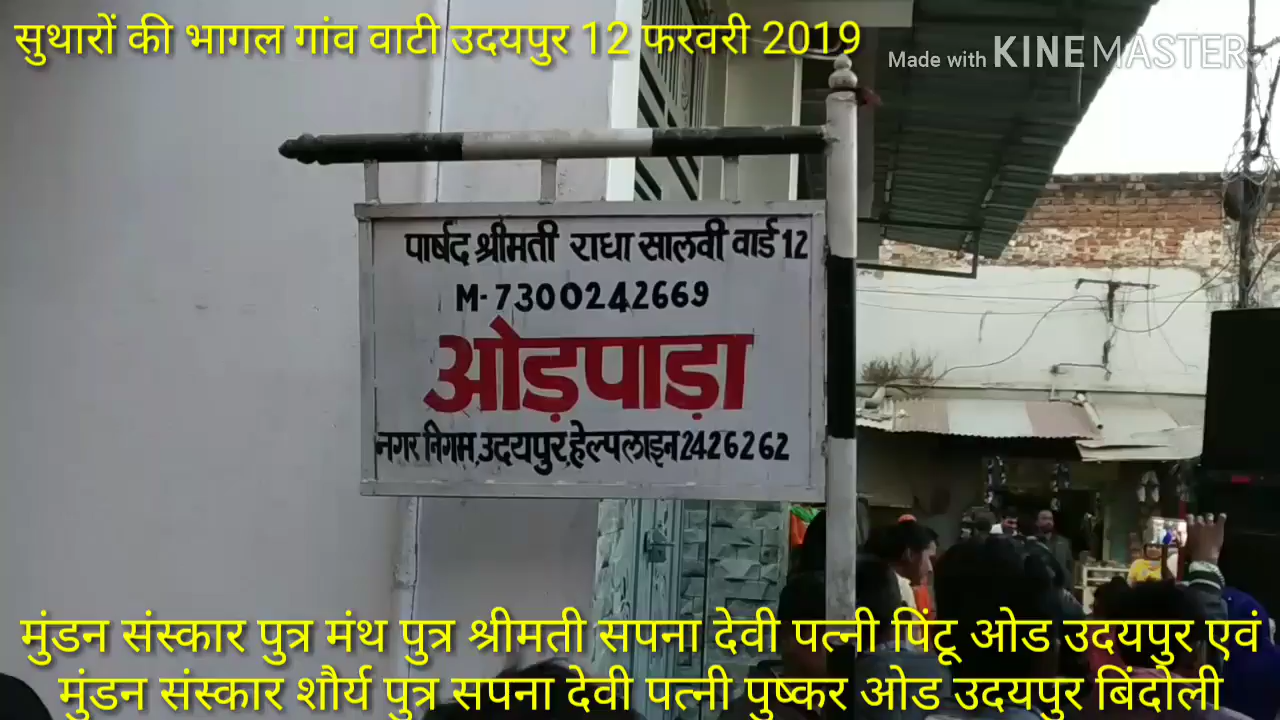 सुथारों की भागल गांव वाटी उदयपुर 12 फरवरी 2019
Made with KINEMASTER
पार्षद श्रीमती राधा सालवी वार्ड 12
M-7300242669
ओड़पाड़ा
नगर निगम,उदयपुर,हेल्पलाइन 2426262
मुंडन संस्कार पुत्र मंथ पुत्र श्रीमती सपना देवी पत्नी पिंटू ओड उदयपुर एवं
मुंडन संस्कार शौर्य पुत्र सपना देवी पत्नी पुष्कर ओड उदयपुर बिंदोली